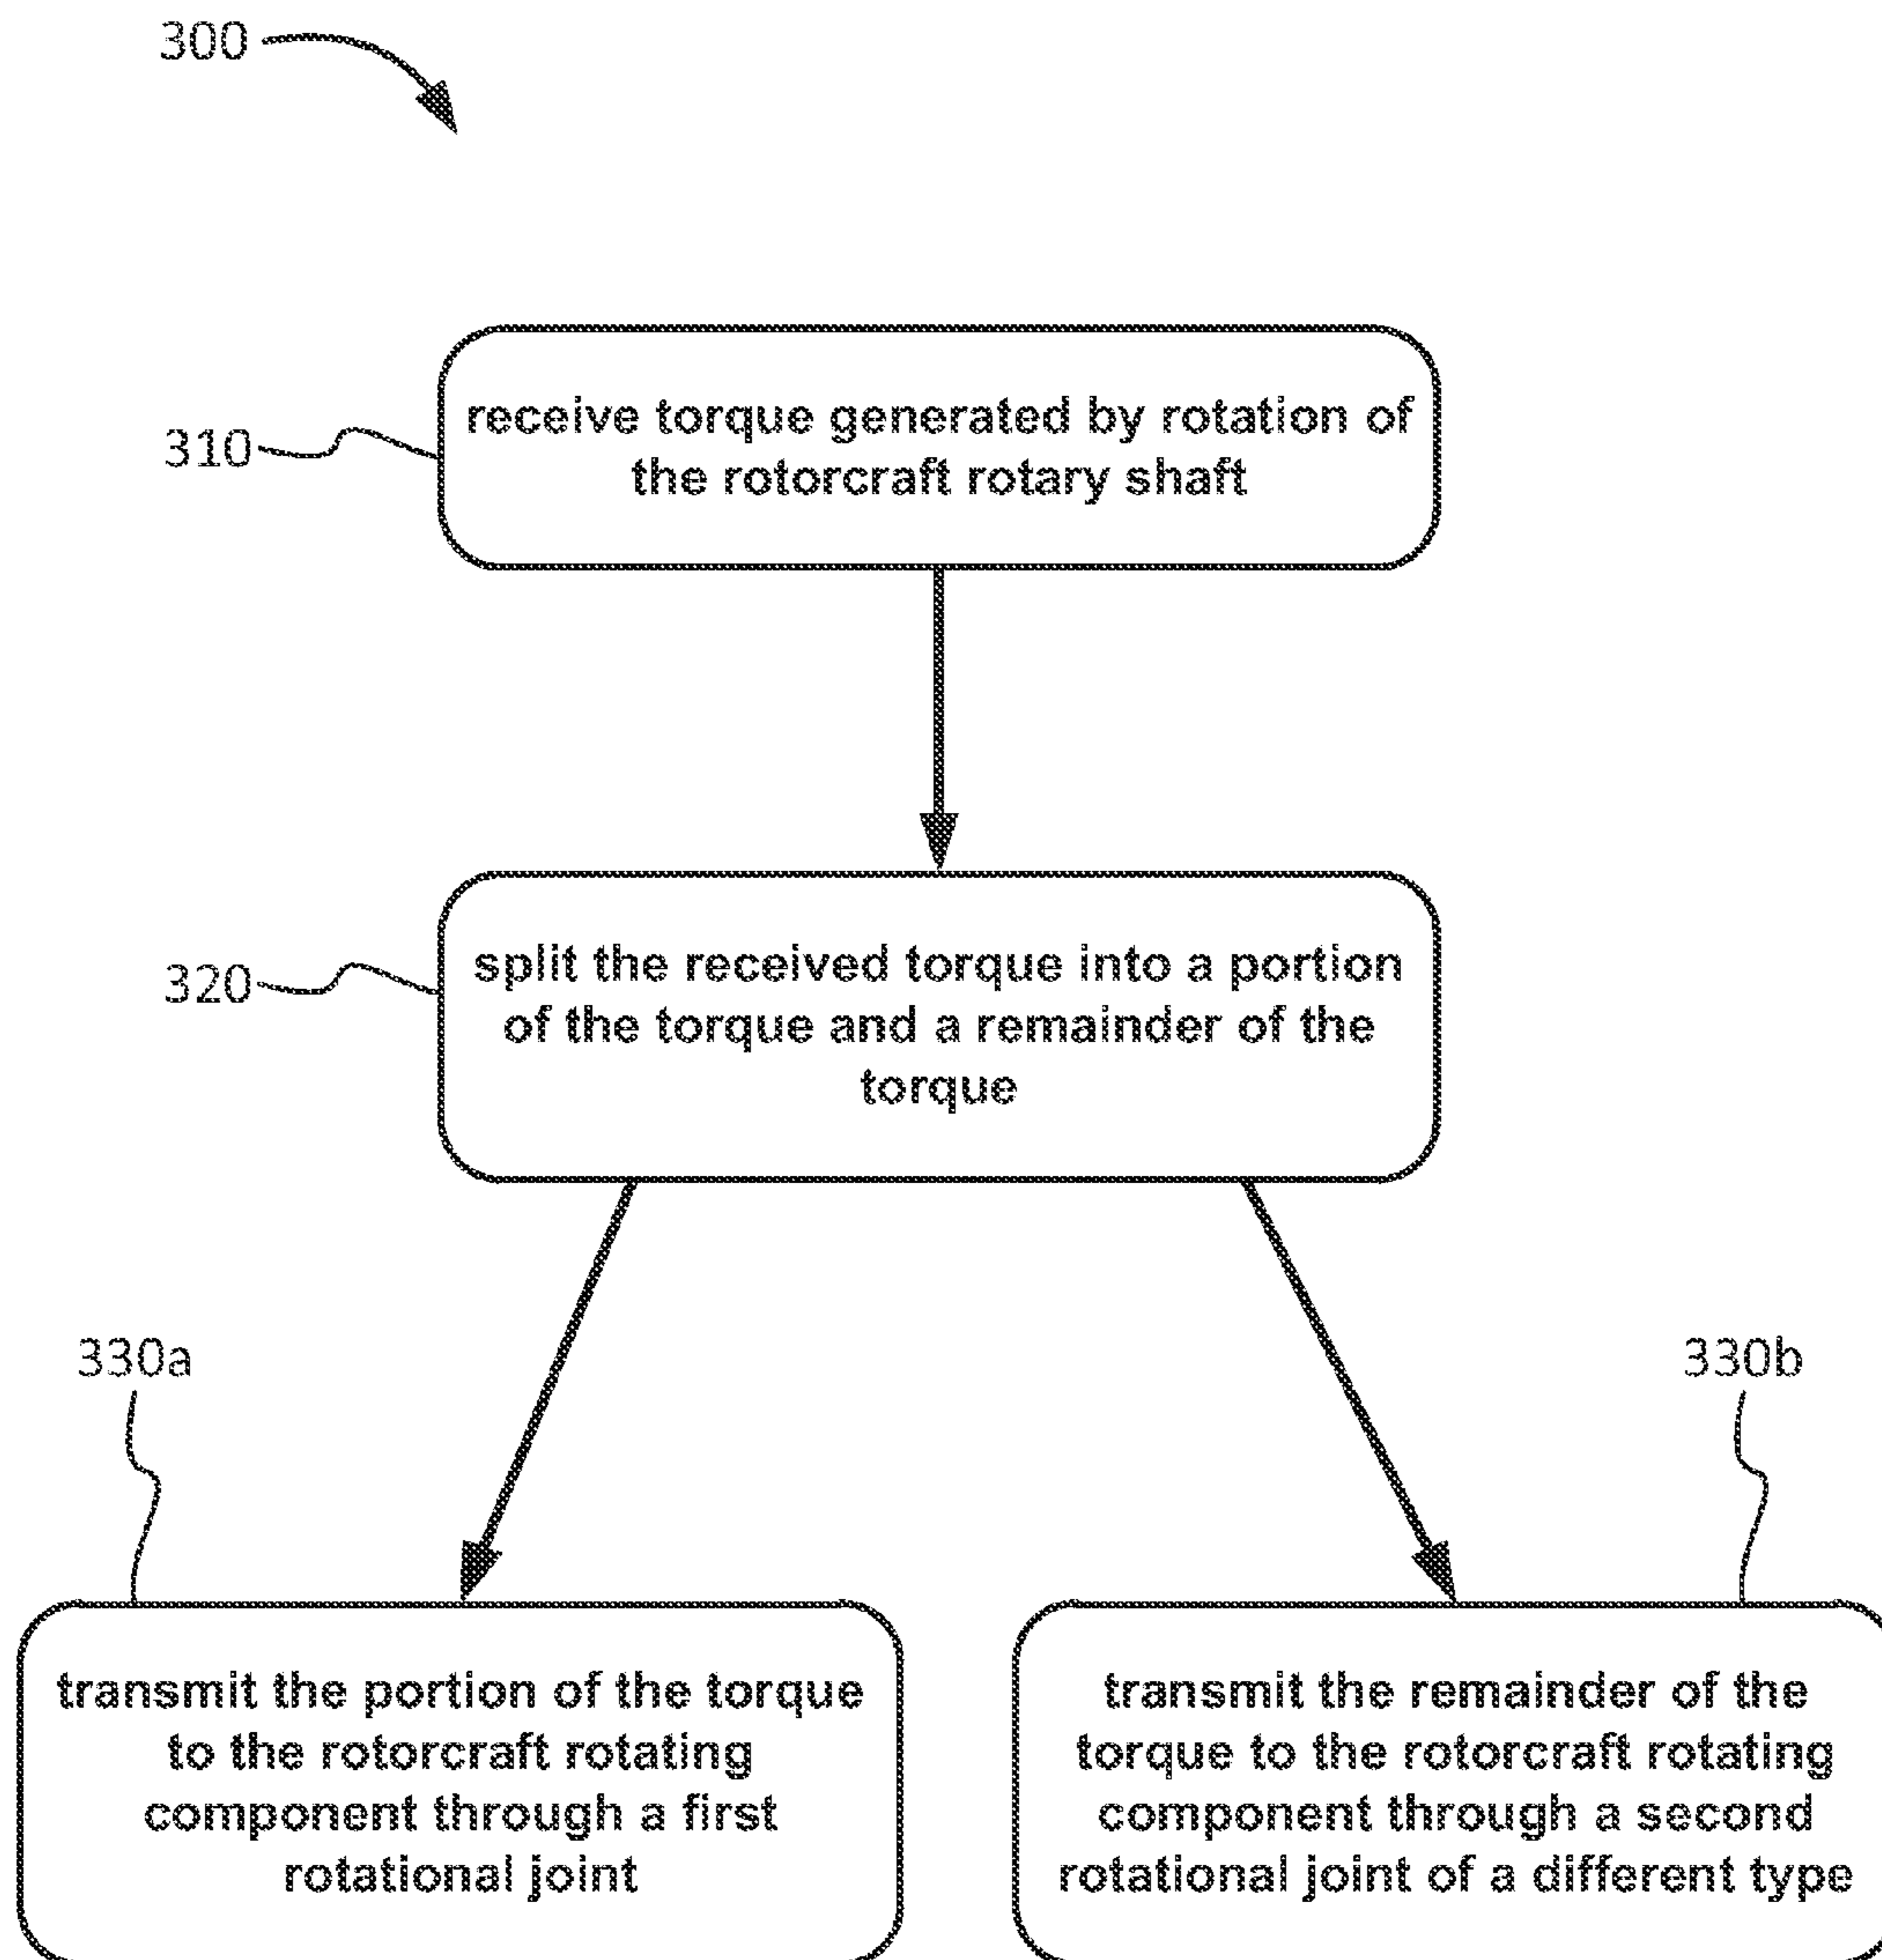 300
310
receive torque generated by rotation of
the rotorcraft rotary shaft
320
split the received torque into a portion
of the torque and a remainder of the
torque
330a
330b
transmit the portion of the torque
to the rotorcraft rotating
component through a first
rotational joint
transmit the remainder of the
torque to the rotorcraft rotating
component through a second
rotational joint of a different type